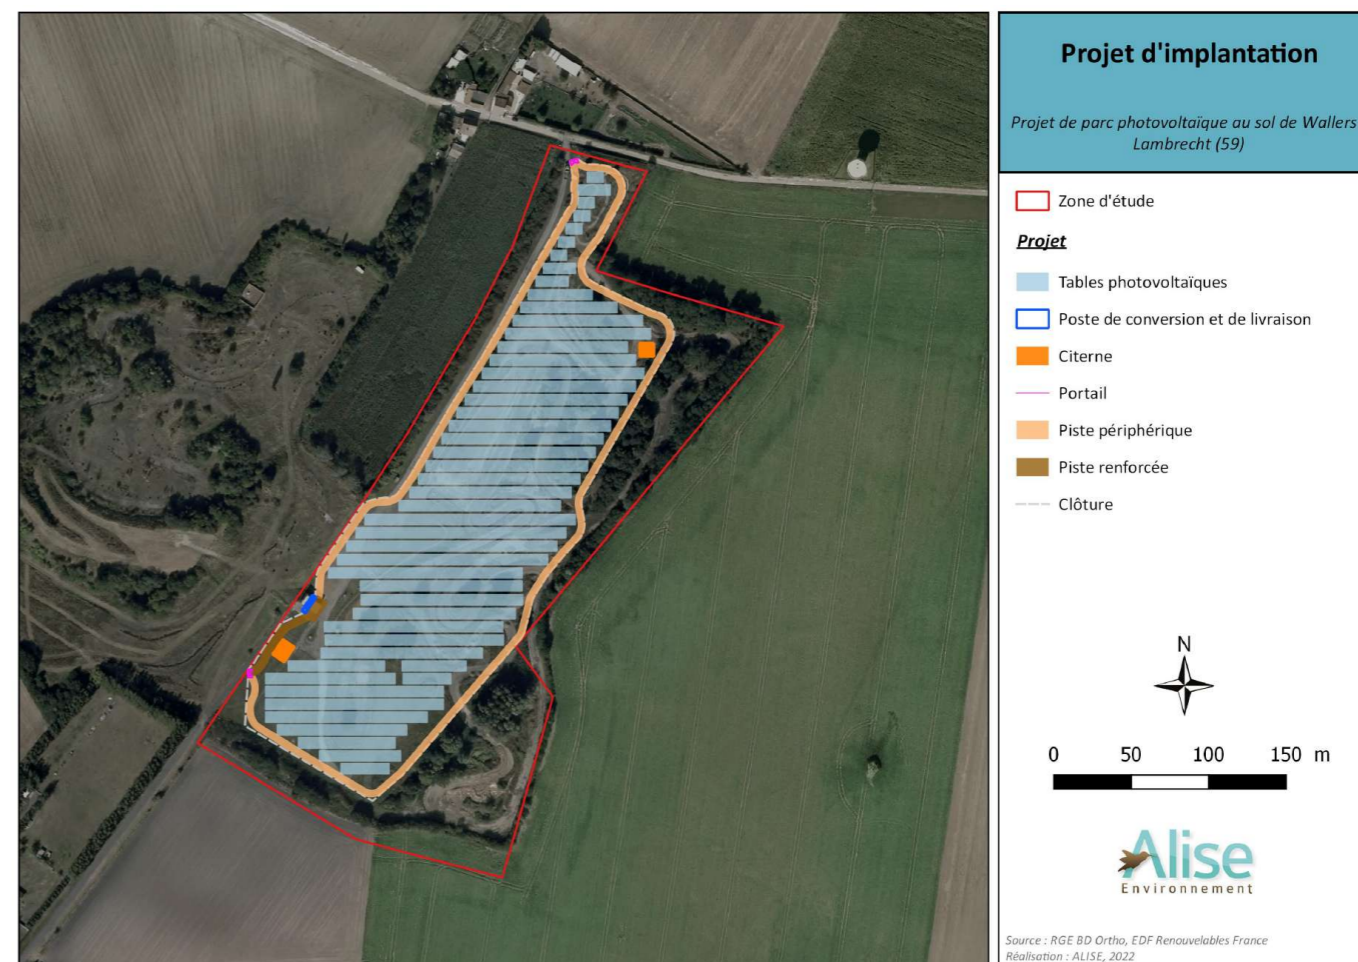 Projet d'implantation
Projet de parc photovoltaïque au sol de Wallers
Lambrecht (59)
Zone d'étude
Projet
Tables photovoltaïques
Poste de conversion et de livraison
Citerne
Portail
Piste périphérique
Piste renforcée
Clôture
N
0 50 100 150 m
Alise
Environnement
Source : RGE BD Ortho, EDF Renouvelables France
Réalisation : ALISE, 2022